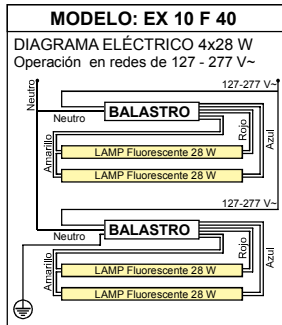 MODELO: EX 10 F 40
DIAGRAMA ELÉCTRICO 4x28 W
Operación en redes de 127 - 277 V~
Neutro
127-277 V~
BALASTRO
Neutro
Rojo
Azul
Amarillo
LAMP Fluorescente 28 W
LAMP Fluorescente 28 W
127-277 V~
BALASTRO
Neutro
Rojo
Azul
Amarillo
LAMP Fluorescente 28 W
LAMP Fluorescente 28 W